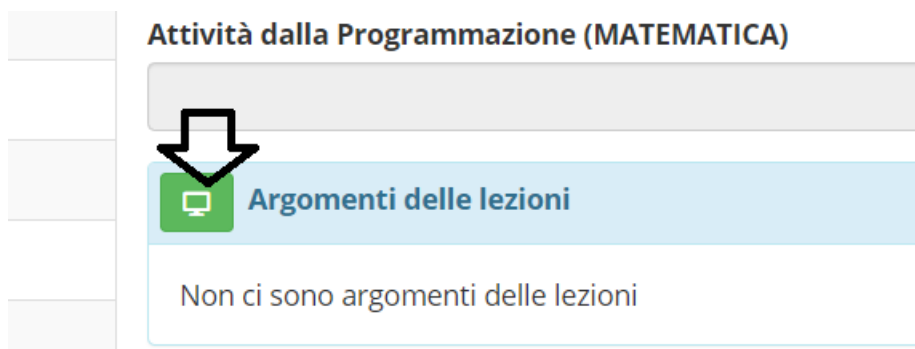 Attività dalla Programmazione (MATEMATICA)
Argomenti delle lezioni
Non ci sono argomenti delle lezioni